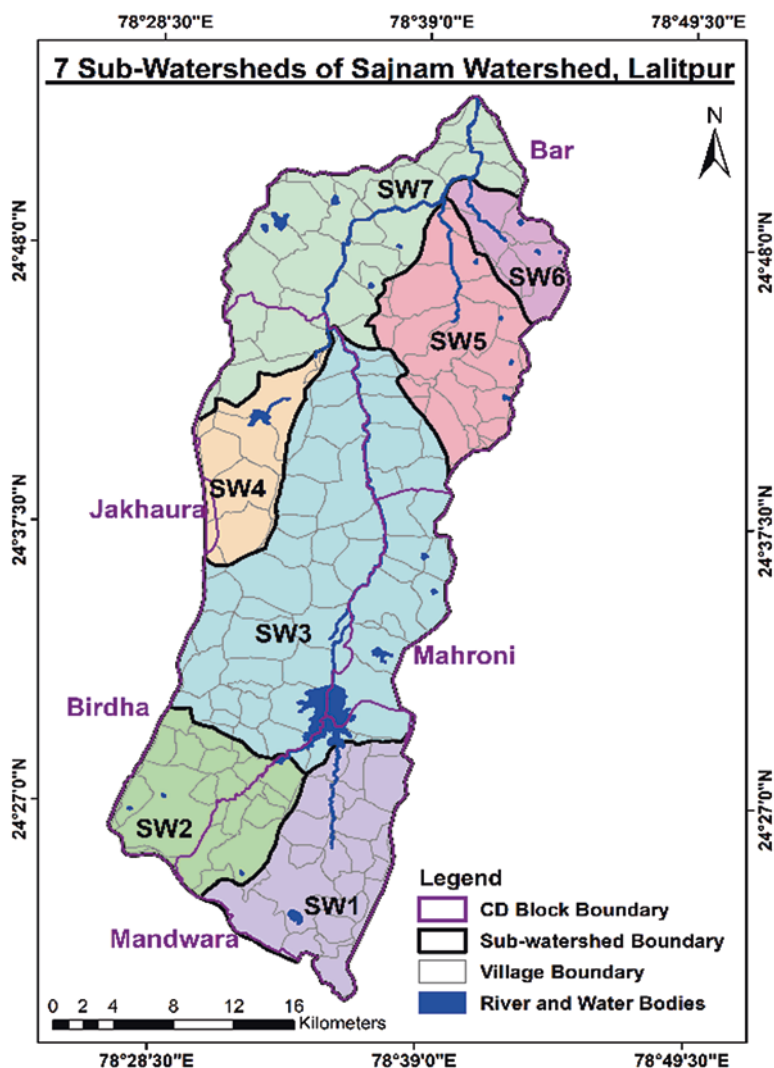 78°28'30"E 78°39'0"E 78°49'30"E
7 Sub-Watersheds of Sajnam Watershed, Lalitpur
N
Bar
SW7
24°48'0"N 24°48'0"N
SW6
SW5
SW4
Jakhaura
24°37'30"N 24°37'30"N
SW3
Mahroni
Birdha
24°27'0"N 24°27'0"N
SW2
SW1
Mandwara
Legend
CD Block Boundary
Sub-watershed Boundary
Village Boundary
River and Water Bodies
0 2 4 8 12 16
Kilometers
78°28'30"E 78°39'0"E 78°49'30"E